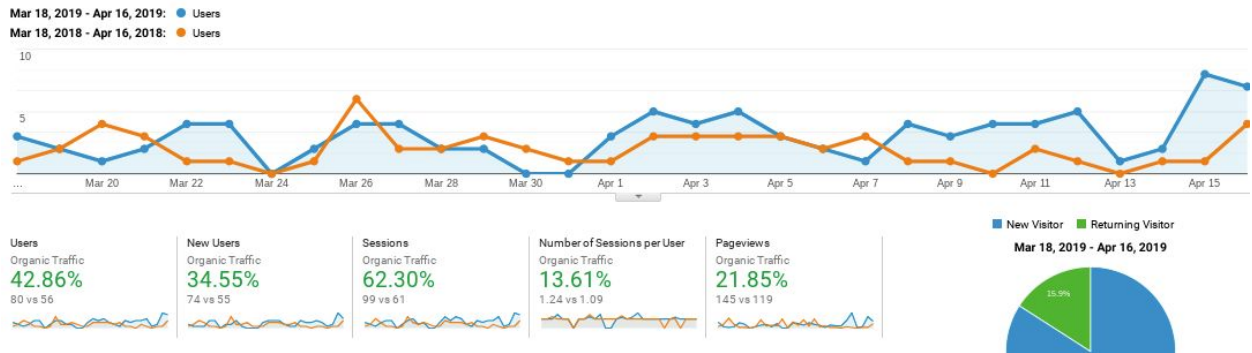 Mar 18, 2019 - Apr 16, 2019: Users
Mar 18, 2018 - Apr 16, 2018: Users
10
5
... Mar 20 Mar 22 Mar 24 Mar 26 Mar 28 Mar 30 Apr 1 Apr 3 Apr 5 Apr 7 Apr 9 Apr 11 Apr 13 Apr 15
New Visitor Returning Visitor
Mar 18, 2019 - Apr 16, 2019
15.9%
Users
Organic Traffic
42.86%
80 vs 56
New Users
Organic Traffic
34.55%
74 vs 55
Sessions
Organic Traffic
62.30%
99 vs 61
Number of Sessions per User
Organic Traffic
13.61%
1.24 vs 1.09
Pageviews
Organic Traffic
21.85%
145 vs 119